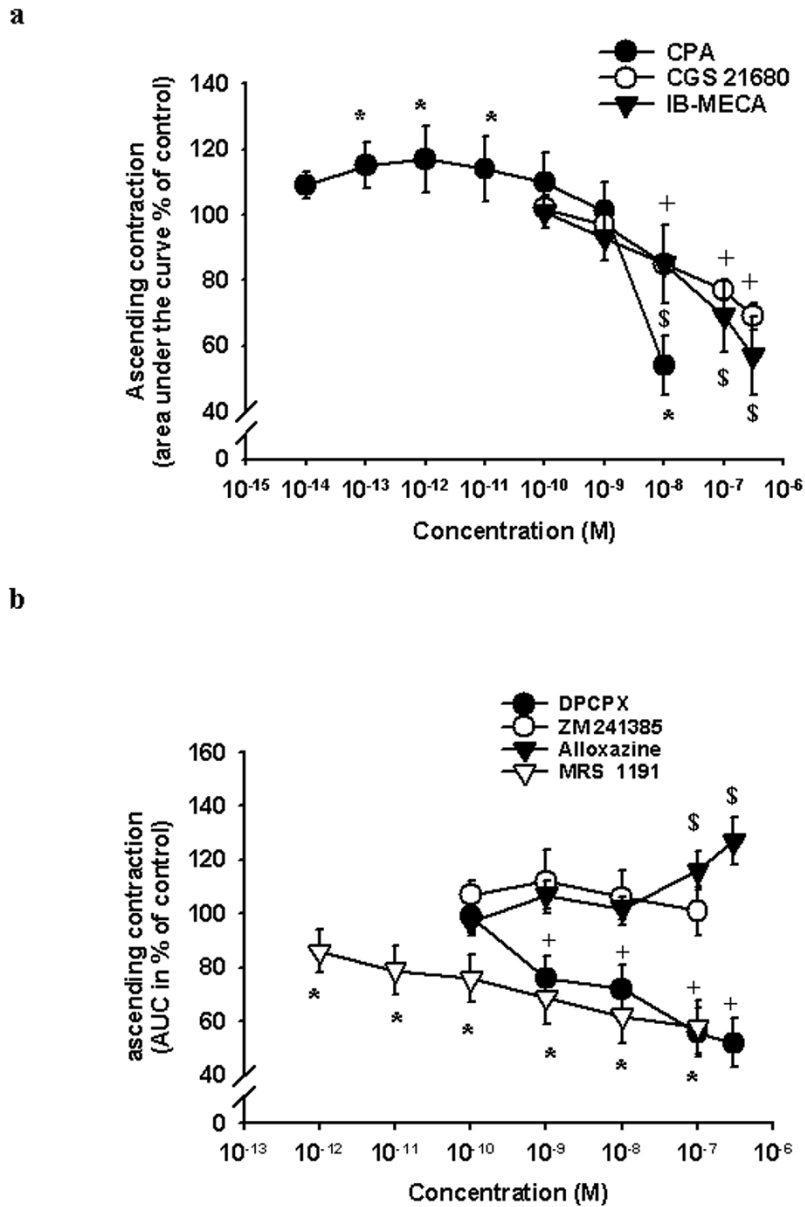 a
CPA
CGS 21680
IB-MECA
Ascending contraction
(area under the curve % of control)
140
120
100
80
60
40
0
* * *
+ + +
$ $ $
*
10-15 10-14 10-13 10-12 10-11 10-10 10-9 10-8 10-7 10-6
Concentration (M)
b
DPCPX
ZM241385
Alloxazine
MRS 1191
ascending contraction
(AUC in % of control)
160
140
120
100
80
60
40
0
$ $
+ + + +
* * * * * *
10-13 10-12 10-11 10-10 10-9 10-8 10-7 10-6
Concentration (M)